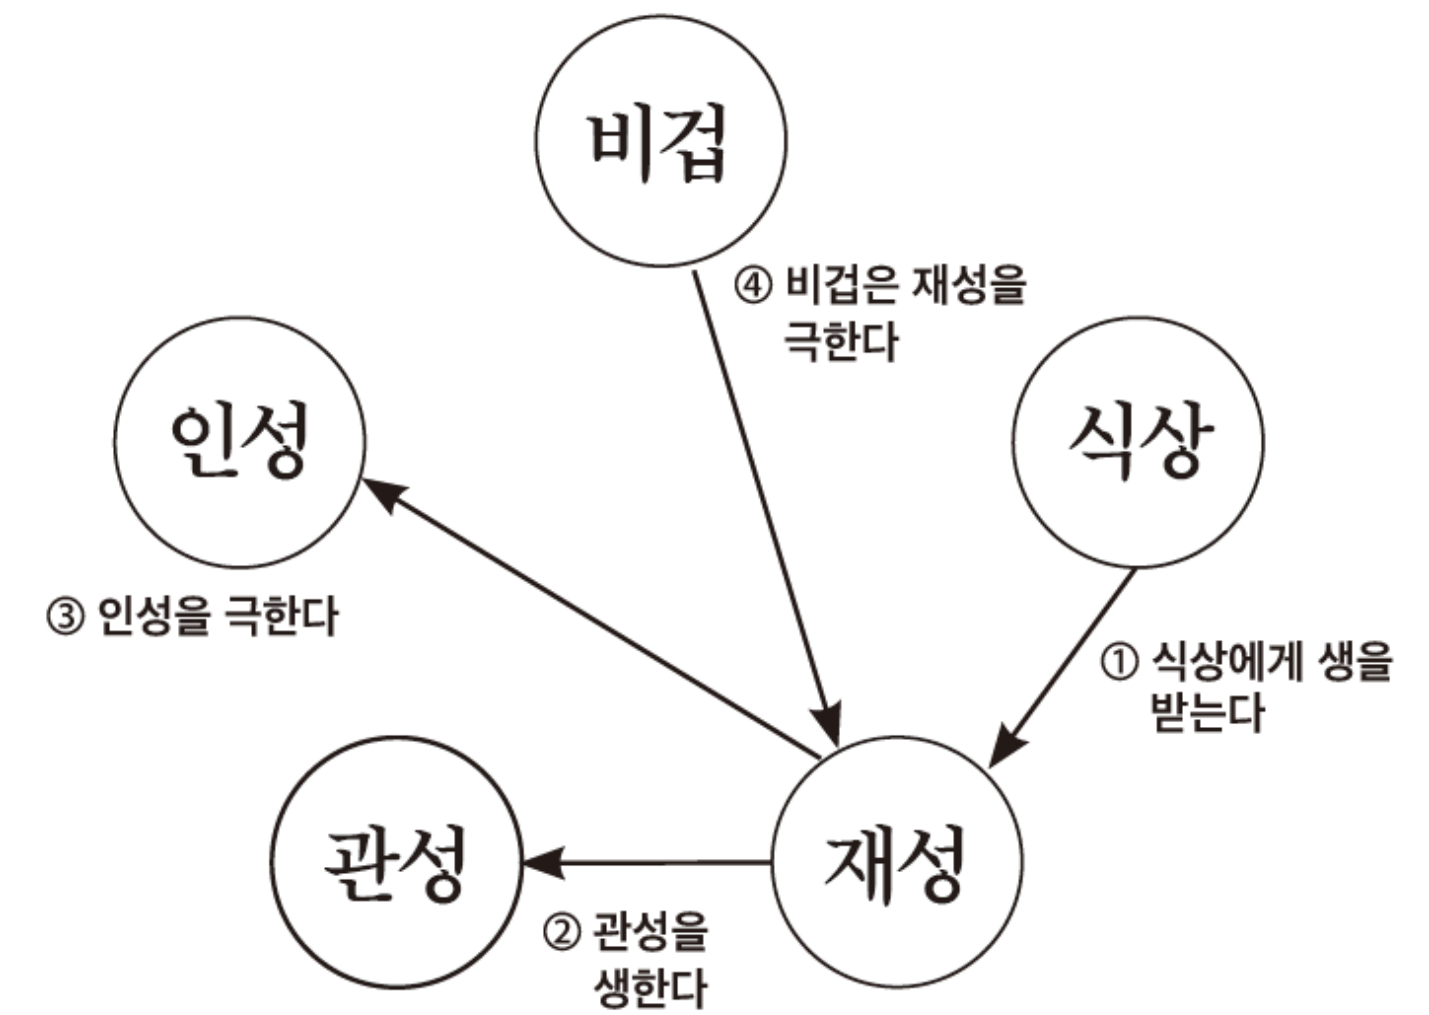 비겁
④ 비겁은 재성을
극한다
인성
식상
③ 인성을 극한다
① 식상에게 생을
받는다
관성
재성
② 관성을
생한다